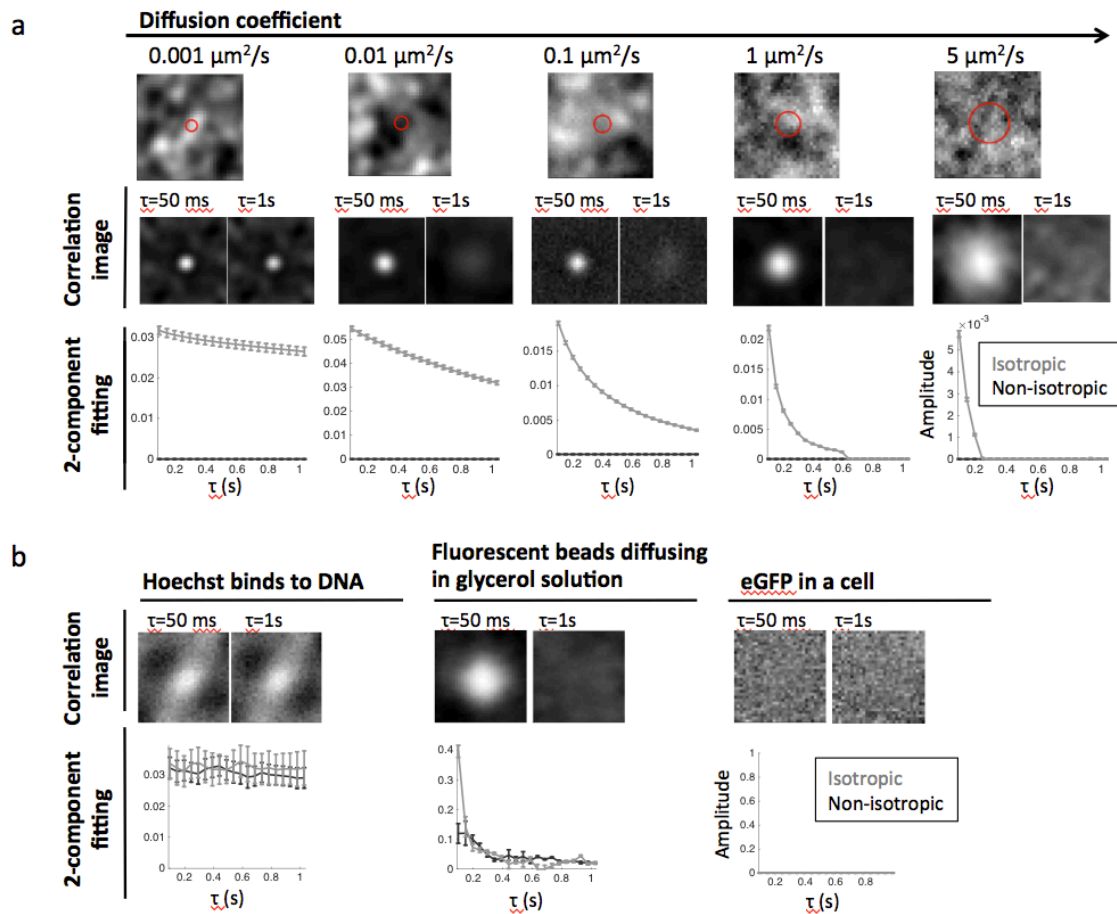 a
Diffusion coefficient
0.001 µm²/s 0.01 µm²/s 0.1 µm²/s 1 µm²/s 5 µm²/s
Correlation image
τ=50 ms τ=1s τ=50 ms τ=1s τ=50 ms τ=1s τ=50 ms τ=1s τ=50 ms τ=1s
2-component fitting
0.03
0.02
0.01
0
0.2 0.4 0.6 0.8 1
τ (s)
0.05
0.04
0.03
0.02
0.01
0
0.2 0.4 0.6 0.8 1
τ (s)
0.015
0.01
0.005
0
0.2 0.4 0.6 0.8 1
τ (s)
0.02
0.015
0.01
0.005
0
0.2 0.4 0.6 0.8 1
τ (s)
×10⁻³
Amplitude
5
4
3
2
1
0
0.2 0.4 0.6 0.8 1
τ (s)
Isotropic
Non-isotropic
b
Hoechst binds to DNA
Fluorescent beads diffusing
in glycerol solution
eGFP in a cell
Correlation image
τ=50 ms τ=1s τ=50 ms τ=1s τ=50 ms τ=1s
2-component fitting
0.03
0.02
0.01
0
0.2 0.4 0.6 0.8 1
τ (s)
0.4
0.3
0.2
0.1
0
0.2 0.4 0.6 0.8 1
τ (s)
Amplitude
1
0.8
0.6
0.4
0.2
0
0.2 0.4 0.6 0.8 1
τ (s)
Isotropic
Non-isotropic